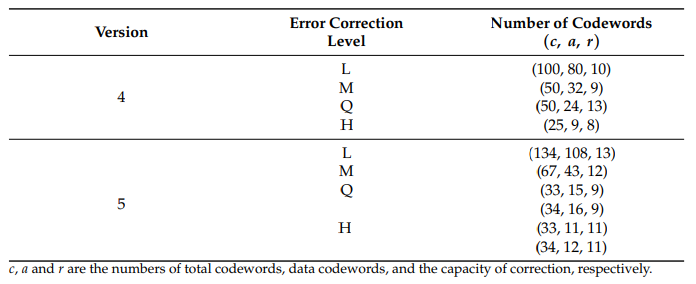 Version Error Correction Level Number of Codewords (c, a, r)
4 L (100, 80, 10)
M (50, 32, 9)
Q (50, 24, 13)
H (25, 9, 8)
5 L (134, 108, 13)
M (67, 43, 12)
Q (33, 15, 9)
(34, 16, 9)
H (33, 11, 11)
(34, 12, 11)
c, a and r are the numbers of total codewords, data codewords, and the capacity of correction, respectively.